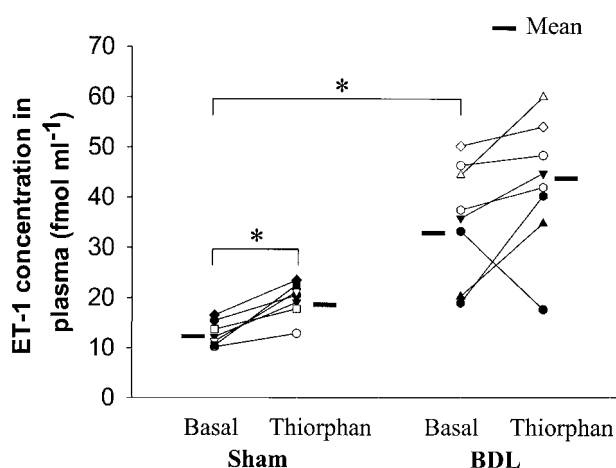 Mean
ET-1 concentration in
plasma (fmol ml⁻¹)
70
60
50
40
30
20
10
0
*
*
Basal Thiorphan Basal Thiorphan
Sham BDL